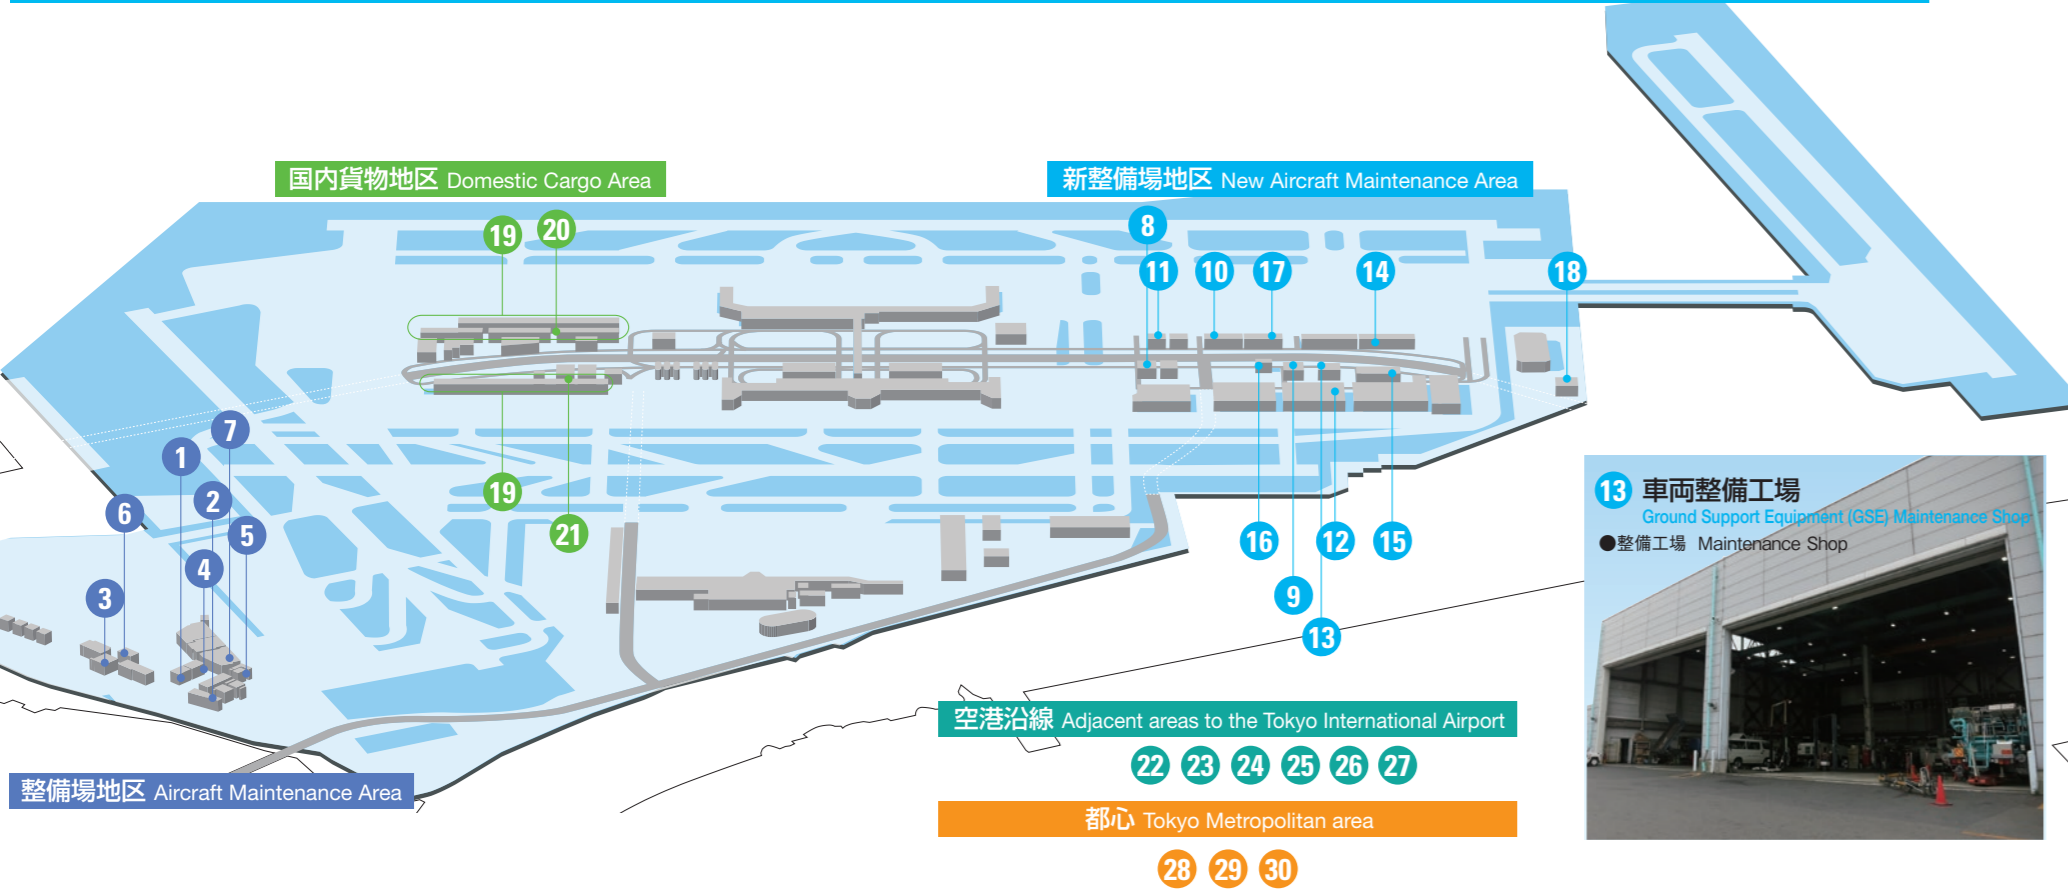 国内貨物地区 Domestic Cargo Area
新整備場地区 New Aircraft Maintenance Area
8
19 20
11 10 17 14 18
7
1
19
2
6
21
5
16 12 15
4
3
9
13
13 車両整備工場
Ground Support Equipment (GSE) Maintenance Shop
●整備工場 Maintenance Shop
空港沿線 Adjacent areas to the Tokyo International Airport
22 23 24 25 26 27
整備場地区 Aircraft Maintenance Area
都心 Tokyo Metropolitan area
28 29 30